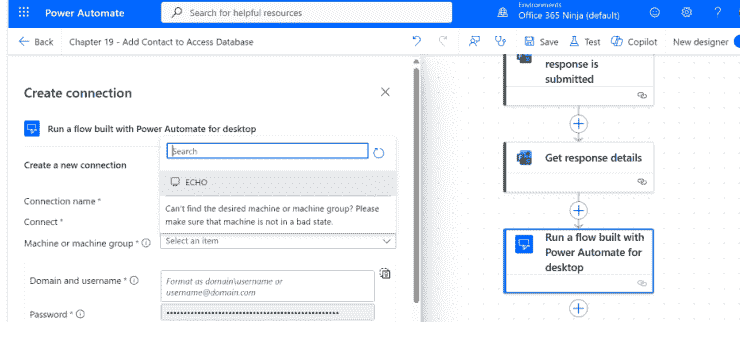 Power Automate
Search for helpful resources
Environments
Office 365 Ninja (default)
?
Back
Chapter 19 - Add Contact to Access Database
Save
Test
Copilot
New designer
Create connection
Run a flow built with Power Automate for desktop
Create a new connection
Search
ECHO
Connection name *
Can't find the desired machine or machine group? Please
make sure that machine is not in a bad state.
Connect *
Machine or machine group *
Select an item
Domain and username *
Format as domain\username or
username@domain.com
Password *
response is
submitted
Get response details
Run a flow built with
Power Automate for
desktop